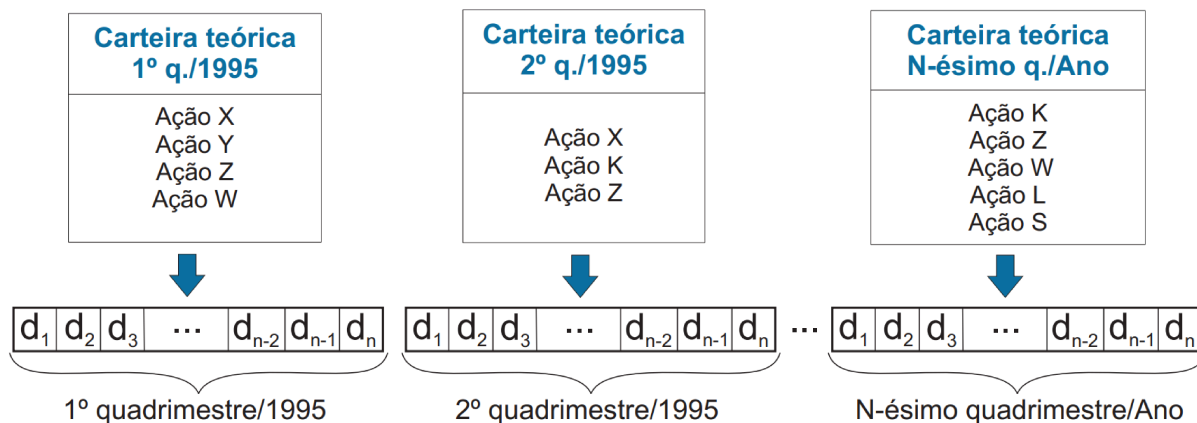 Carteira teórica
1º q./1995
Ação X
Ação Y
Ação Z
Ação W
Carteira teórica
2º q./1995
Ação X
Ação K
Ação Z
Carteira teórica
N-ésimo q./Ano
Ação K
Ação Z
Ação W
Ação L
Ação S
d₁ d₂ d₃ ... dₙ₋₂ dₙ₋₁ dₙ
d₁ d₂ d₃ ... dₙ₋₂ dₙ₋₁ dₙ
...
d₁ d₂ d₃ ... dₙ₋₂ dₙ₋₁ dₙ
1º quadrimestre/1995
2º quadrimestre/1995
N-ésimo quadrimestre/Ano